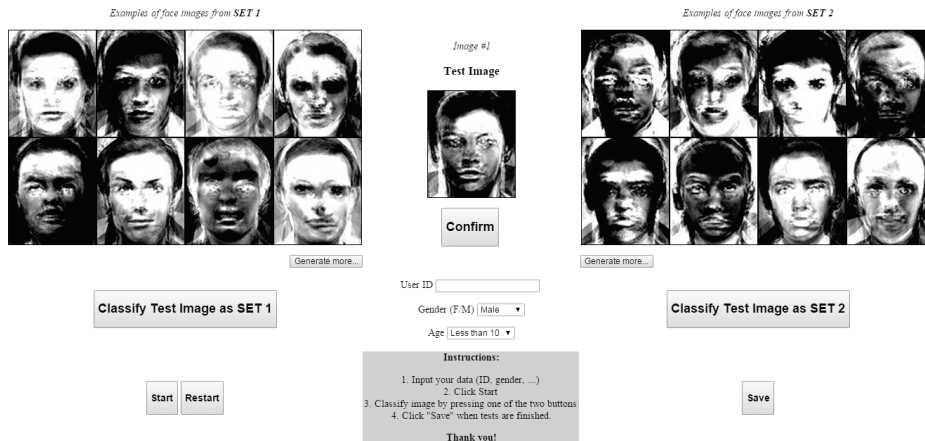 Examples of face images from SET 1
Generate more...
Classify Test Image as SET 1
Start
Restart
Image #1
Test Image
Confirm
User ID
Gender (F/M) Male
Age Less than 10
Instructions:
1. Input your data (ID, gender, ...)
2. Click Start
3. Classify image by pressing one of the two buttons
4. Click "Save" when tests are finished.
Thank you!
Examples of face images from SET 2
Generate more...
Classify Test Image as SET 2
Save